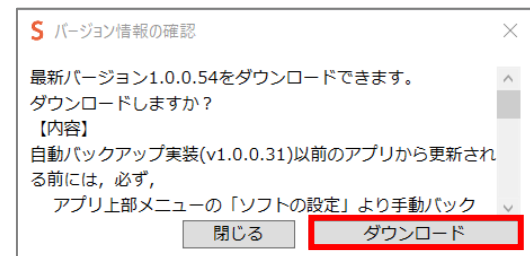 S バージョン情報の確認
最新バージョン1.0.0.54をダウンロードできます。
ダウンロードしますか?
【内容】
自動バックアップ実装(v1.0.0.31)以前のアプリから更新され
る前には,必ず,
アプリ上部メニューの「ソフトの設定」より手動バック
閉じる ダウンロード